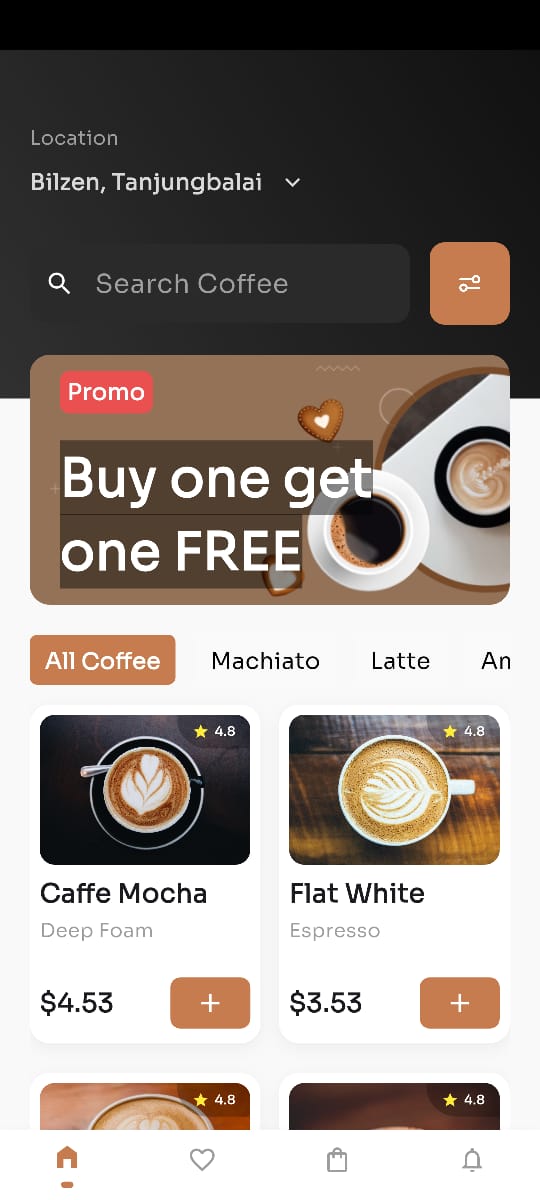 Location
Bilzen, Tanjungbalai
Search Coffee
Promo
Buy one get
one FREE
All Coffee
Machiato
Latte
An
4.8
4.8
Caffe Mocha
Flat White
Deep Foam
Espresso
$4.53
+
$3.53
+
4.8
4.8